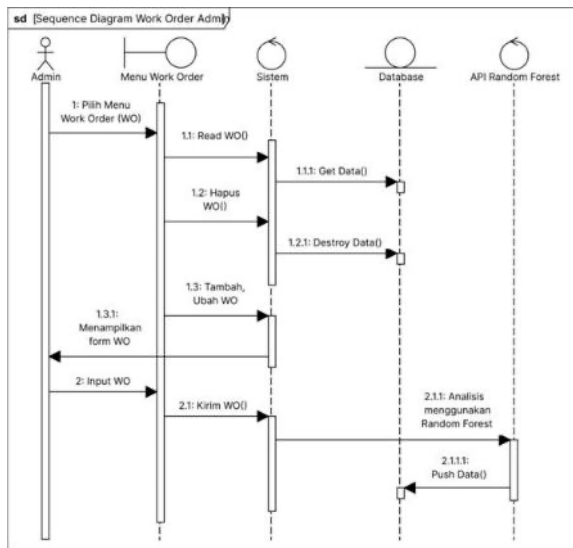 sd [Sequence Diagram Work Order Admin]
Admin
Menu Work Order
Sistem
Database
API Random Forest
1: Pilih Menu
Work Order (WO)
1.1: Read WO()
1.1.1: Get Data()
1.2: Hapus
WO()
1.2.1: Destroy Data()
1.3: Tambah,
Ubah WO
1.3.1:
Menampilkan
form WO
2: Input WO
2.1: Kirim WO()
2.1.1: Analisis
menggunakan
Random Forest
2.1.1.1:
Push Data()